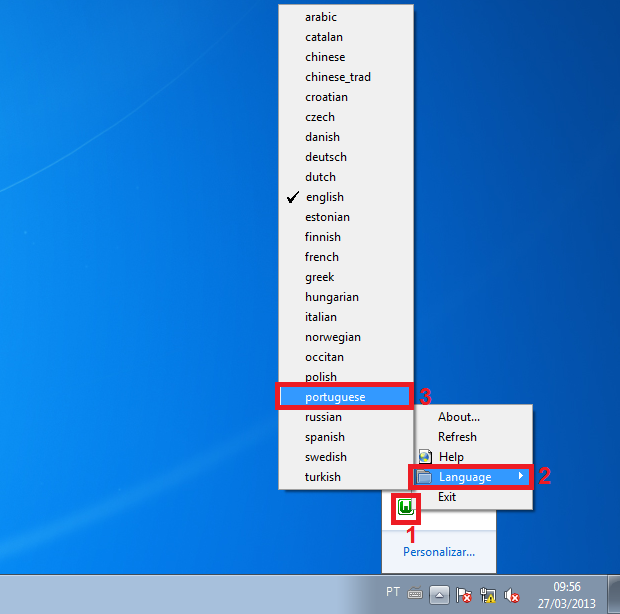 arabic
catalan
chinese
chinese_trad
croatian
czech
danish
deutsch
dutch
english
estonian
finnish
french
greek
hungarian
italian
norwegian
occitan
polish
portuguese
3
russian
spanish
swedish
turkish
About...
Refresh
Help
Language
2
Exit
W
1
Personalizar...
PT
09:56
27/03/2013